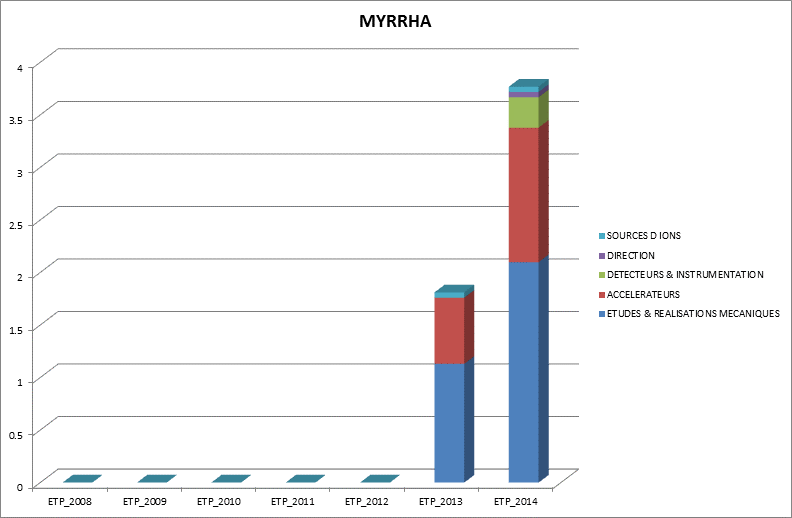 MYRRHA
4
3.5
3
2.5
2
1.5
1
0.5
0
ETP_2008 ETP_2009 ETP_2010 ETP_2011 ETP_2012 ETP_2013 ETP_2014
SOURCES D IONS
DIRECTION
DETECTEURS & INSTRUMENTATION
ACCELERATEURS
ETUDES & REALISATIONS MECANIQUES